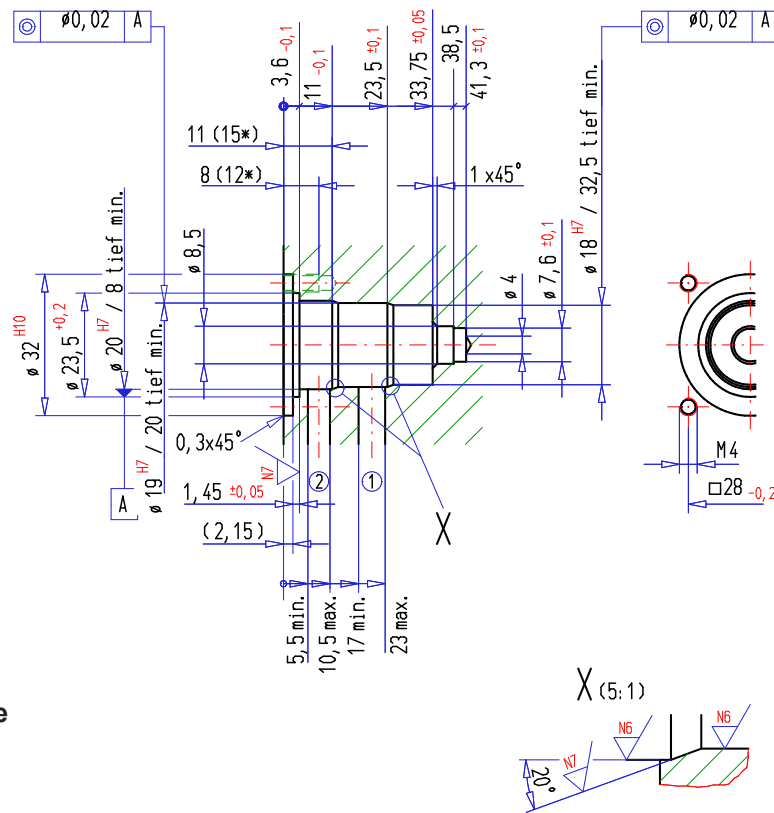 ø0,02 A
ø0,02 A
3,6 -0,1
11 -0,1
23,5 ±0,1
33,75 ±0,05
38,5
41,3 ±0,1
11 (15*)
8 (12*)
1 x45°
ø 8,5
ø 4
ø 7,6 ±0,1
ø 18 H7 / 32,5 tief min.
ø 32 H10
ø 23,5 +0,2
ø 20 H7 / 8 tief min.
ø 19 H7 / 20 tief min.
A
0,3x45°
N7
1,45 ±0,05
(2,15)
2
1
X
5,5 min.
10,5 max.
17 min.
23 max.
M4
□28 -0,2
e
X (5:1)
N6
N6
N7
20°